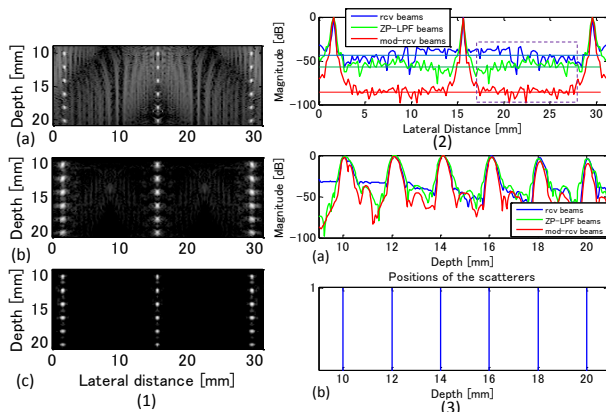 Depth [mm]
10
15
20
0
10
20
30
(a)
Depth [mm]
10
15
20
0
10
20
30
(b)
Depth [mm]
10
15
20
0
10
20
30
(c)
Lateral distance [mm]
(1)
Magnitude [dB]
0
-50
-100
rcv beams
ZP-LPF beams
mod-rcv beams
0
5
10
15
20
25
30
Lateral Distance [mm]
(2)
Magnitude [dB]
0
-50
-100
rcv beams
ZP-LPF beams
mod-rcv beams
10
12
14
16
18
20
(a)
Depth [mm]
Positions of the scatterers
1
0
10
12
14
16
18
20
(b)
Depth [mm]
(3)